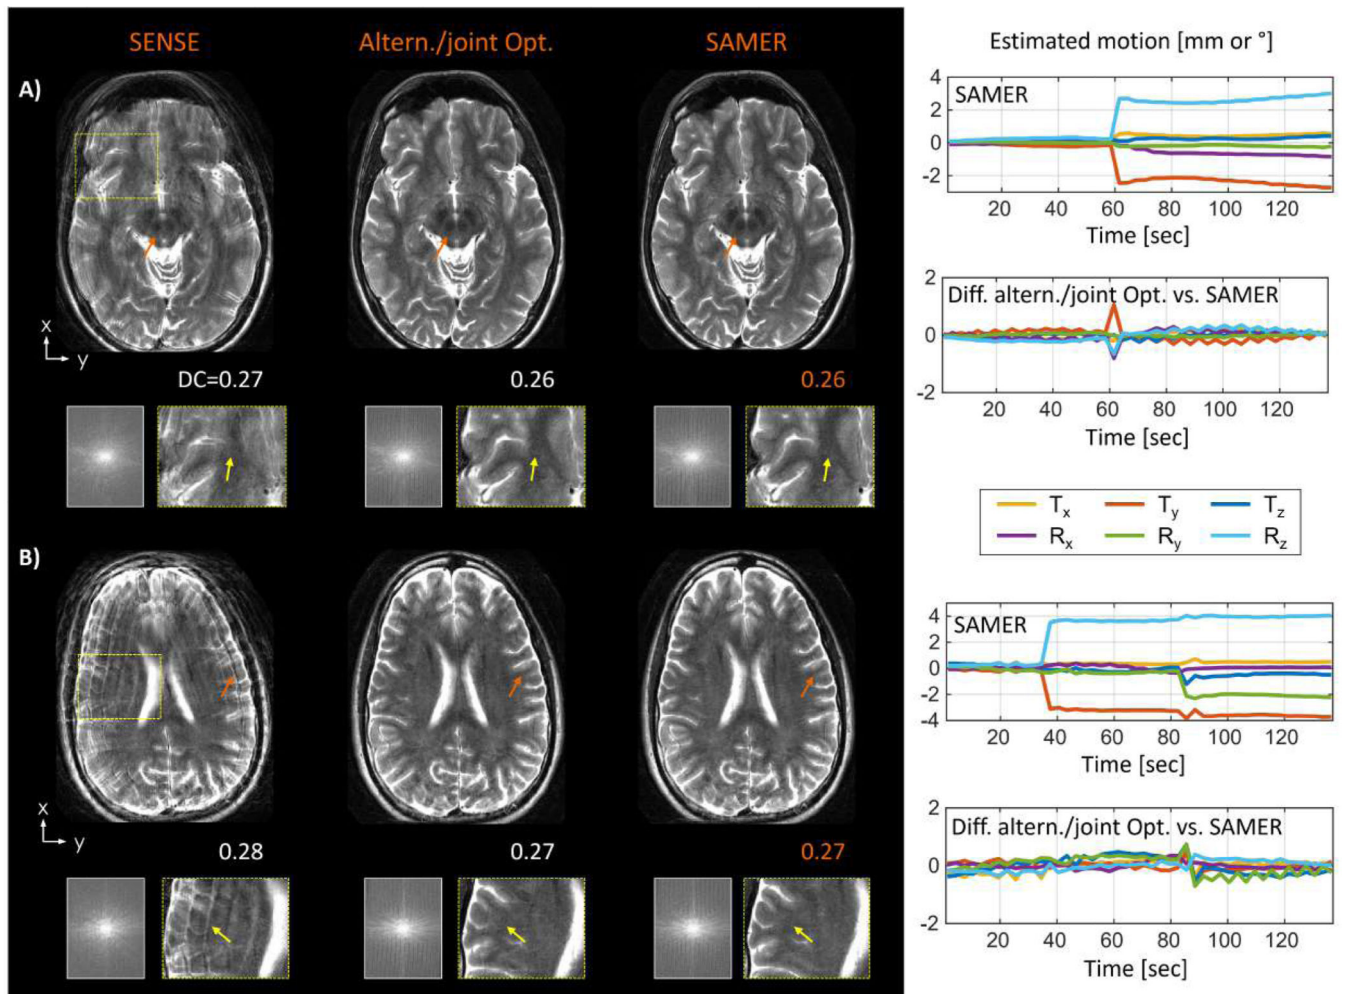 SENSE
Altern./joint Opt.
SAMER
Estimated motion [mm or °]
A)
x
y
DC=0.27
0.26
0.26
SAMER
4
2
0
-2
20 40 60 80 100 120
Time [sec]
Diff. altern./joint Opt. vs. SAMER
2
0
-2
20 40 60 80 100 120
Time [sec]
Tx Ty Tz
Rx Ry Rz
B)
x
y
0.28
0.27
0.27
SAMER
4
2
0
-2
-4
20 40 60 80 100 120
Time [sec]
Diff. altern./joint Opt. vs. SAMER
2
0
-2
20 40 60 80 100 120
Time [sec]